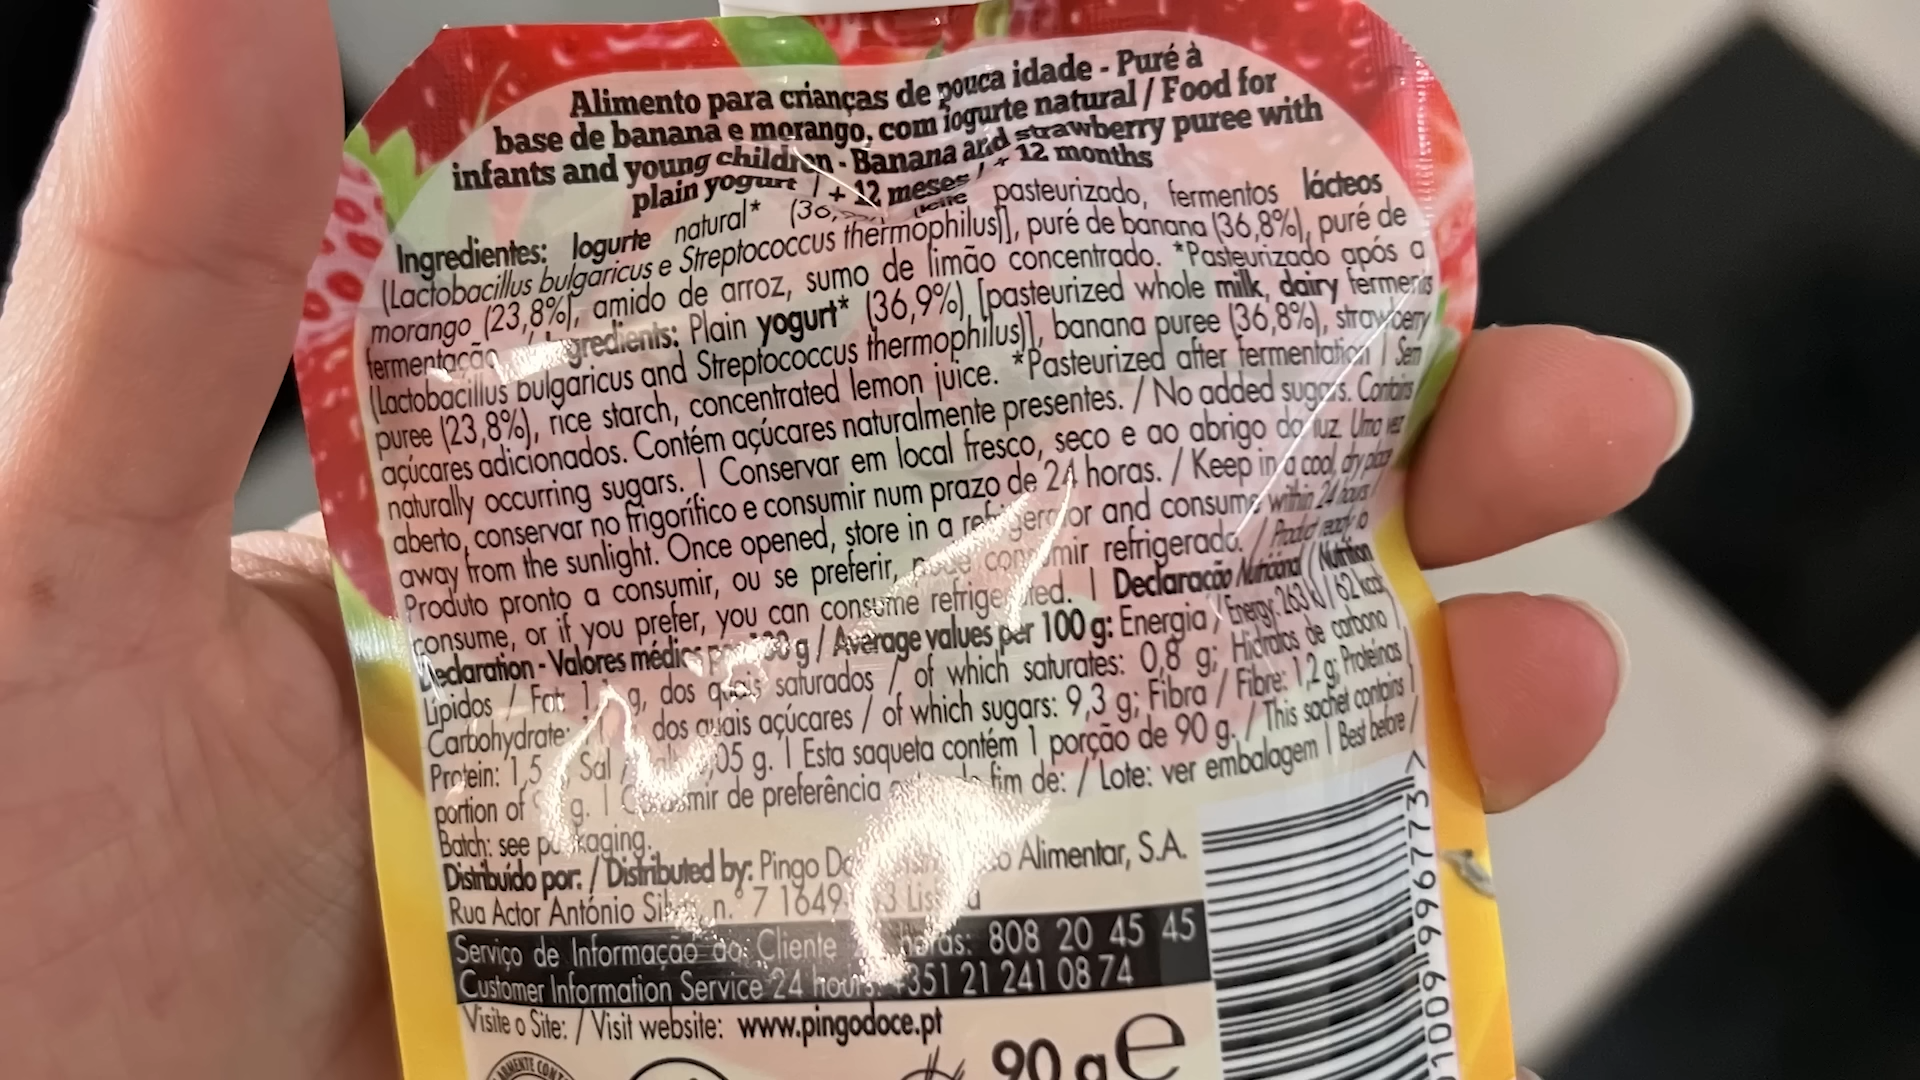 Alimento para crianças de pouca idade - Puré à
base de banana e morango, com iogurte natural / Food for
infants and young children - Banana and strawberry puree with
plain yogurt | + 12 meses / + 12 months
Ingredientes: Iogurte natural* (36, pasteurizado, fermentos lácteos
(Lactobacillus bulgaricus e Streptococcus thermophilus)], puré de banana (36,8%), puré de
morango (23,8%), amido de arroz, sumo de limão concentrado. *Pasteurizado após a
fermentação Ingredients: Plain yogurt* (36,9%) [pasteurized whole milk, dairy ferments
(Lactobacillus bulgaricus and Streptococcus thermophilus)], banana puree (36,8%), strawberry
puree (23,8%), rice starch, concentrated lemon juice. *Pasteurized after fermentation | Sem
açúcares adicionados. Contém açúcares naturalmente presentes. / No added sugars. Contains
naturally occurring sugars. | Conservar em local fresco, seco e ao abrigo da luz. Uma vez
aberto, conservar no frigorífico e consumir num prazo de 24 horas. / Keep in a cool, dry place
away from the sunlight. Once opened, store in a refrigerator and consume within 24 hours |
Produto pronto a consumir, ou se preferir, pode consumir refrigerado. / Product ready to
consume, or if you prefer, you can consume refrigerated. | Declaração Nutricional / Nutrition
Declaration - Valores médios por 100 g / Average values per 100 g: Energia / Energy: 263 kJ / 62 kcal;
Lípidos / Fat: g, dos quais saturados / of which saturates: 0,8 g; Hidratos de carbono /
Carbohydrate: dos quais açúcares / of which sugars: 9,3 g; Fibra / Fibre: 1,2 g; Proteínas /
Protein: 1,5 Sal / 05 g. | Esta saqueta contém 1 porção de 90 g. / This sachet contains 1
portion of g. | Consumir de preferência fim de: / Lote: ver embalagem | Best before /
Batch: see packaging.
Distribuído por: / Distributed by: Pingo Alimentar, S.A.
Rua Actor António Silva, n.º 7 1649 Lisboa
Serviço de Informação ao Cliente horas: 808 20 45 45
Customer Information Service 24 hours: +351 21 241 08 74
Visite o Site: / Visit website: www.pingodoce.pt
90 g e